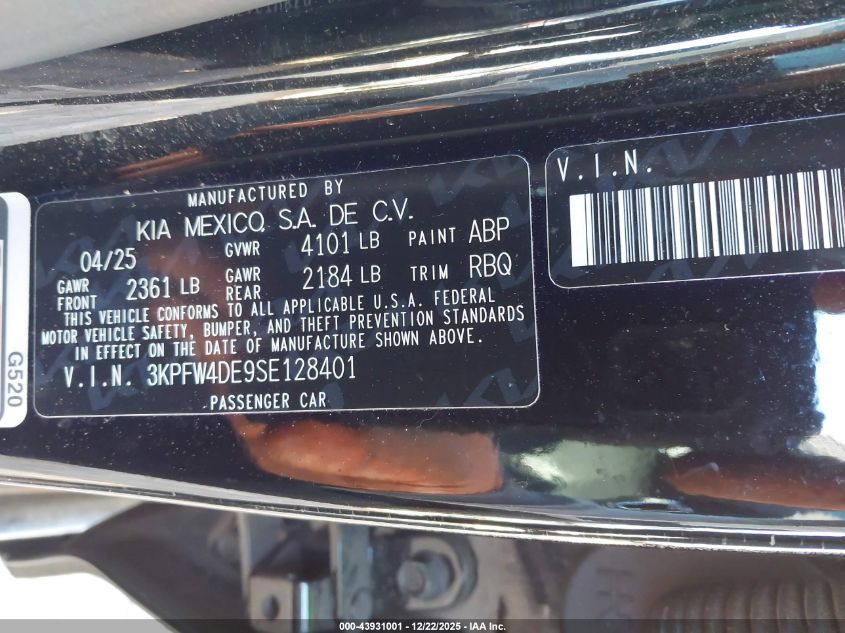 MANUFACTURED BY
KIA MEXICO, S.A. DE C.V.
04/25 GVWR 4101 LB PAINT ABP
GAWR FRONT 2361 LB GAWR REAR 2184 LB TRIM RBQ
THIS VEHICLE CONFORMS TO ALL APPLICABLE U.S.A. FEDERAL
MOTOR VEHICLE SAFETY, BUMPER, AND THEFT PREVENTION STANDARDS
IN EFFECT ON THE DATE OF MANUFACTURE SHOWN ABOVE.
V.I.N. 3KPFW4DE9SE128401
PASSENGER CAR
V.I.N.
G520
000-43931001 - 12/22/2025 - IAA Inc.